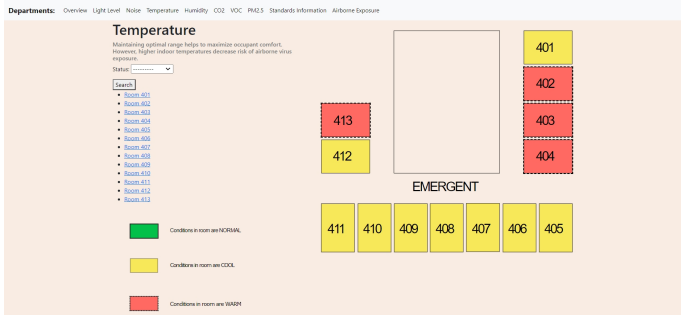 Departments: Overview Light Level Noise Temperature Humidity CO2 VOC PM2.5 Standards Information Airborne Exposure
Temperature
Maintaining optimal range helps to maximize occupant comfort.
However, higher indoor temperatures decrease risk of airborne virus
exposure.
Status: ---------
Search
Room 401
Room 402
Room 403
Room 404
Room 405
Room 406
Room 407
Room 408
Room 409
Room 410
Room 411
Room 412
Room 413
Conditions in room are NORMAL
Conditions in room are COOL
Conditions in room are WARM
401
402
413 403
412 404
EMERGENT
411 410 409 408 407 406 405